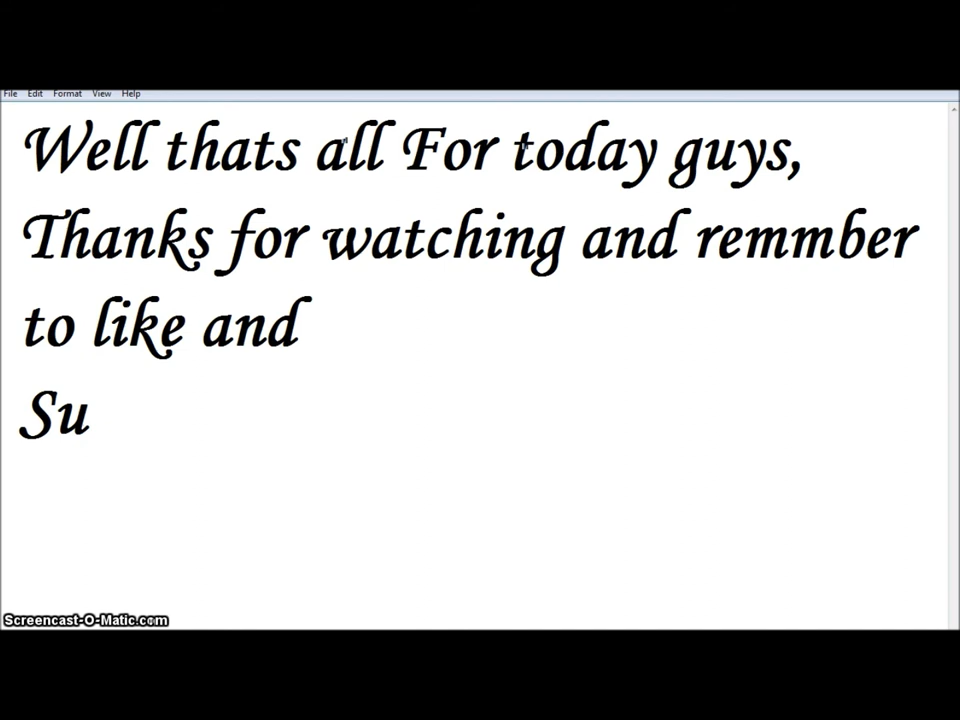 File Edit Format View Help
Well thats all For today guys,
Thanks for watching and remmber
to like and
Su
Screencast-O-Matic.com